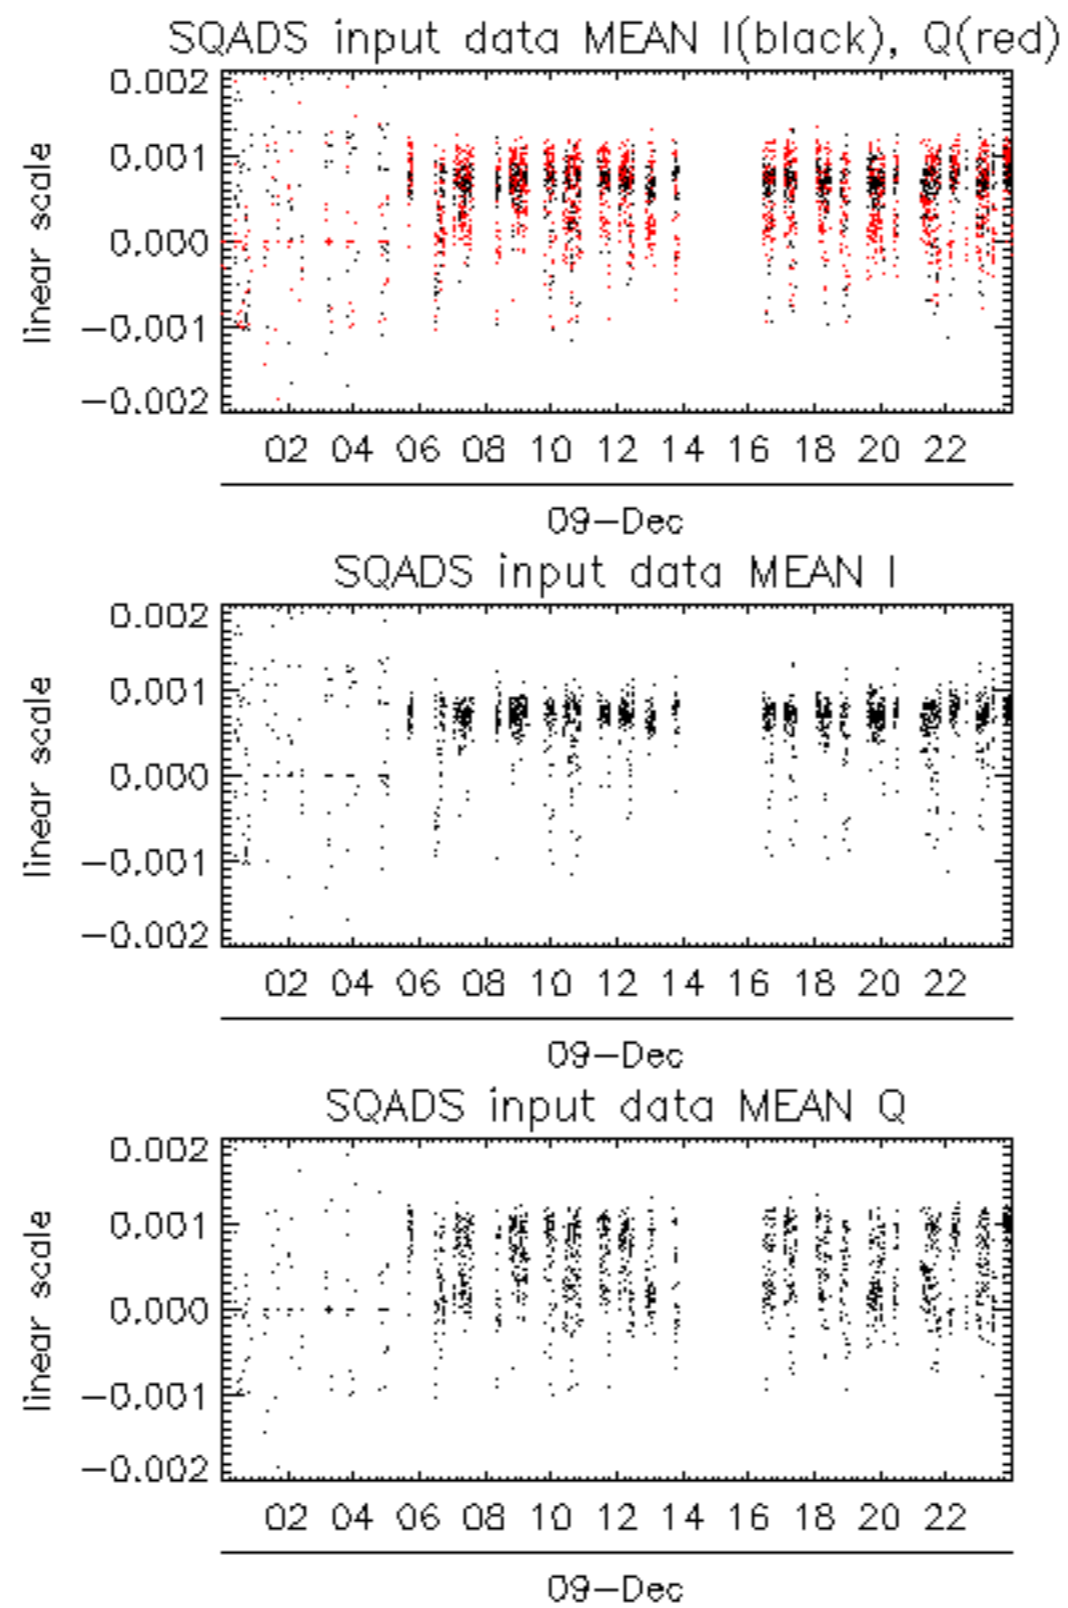 SQADS input data MEAN I(black), Q(red)
0.002
0.001
0.000
−0.001
−0.002
linear scale
02 04 06 08 10 12 14 16 18 20 22
09−Dec
SQADS input data MEAN I
0.002
0.001
0.000
−0.001
−0.002
linear scale
02 04 06 08 10 12 14 16 18 20 22
09−Dec
SQADS input data MEAN Q
0.002
0.001
0.000
−0.001
−0.002
linear scale
02 04 06 08 10 12 14 16 18 20 22
09−Dec